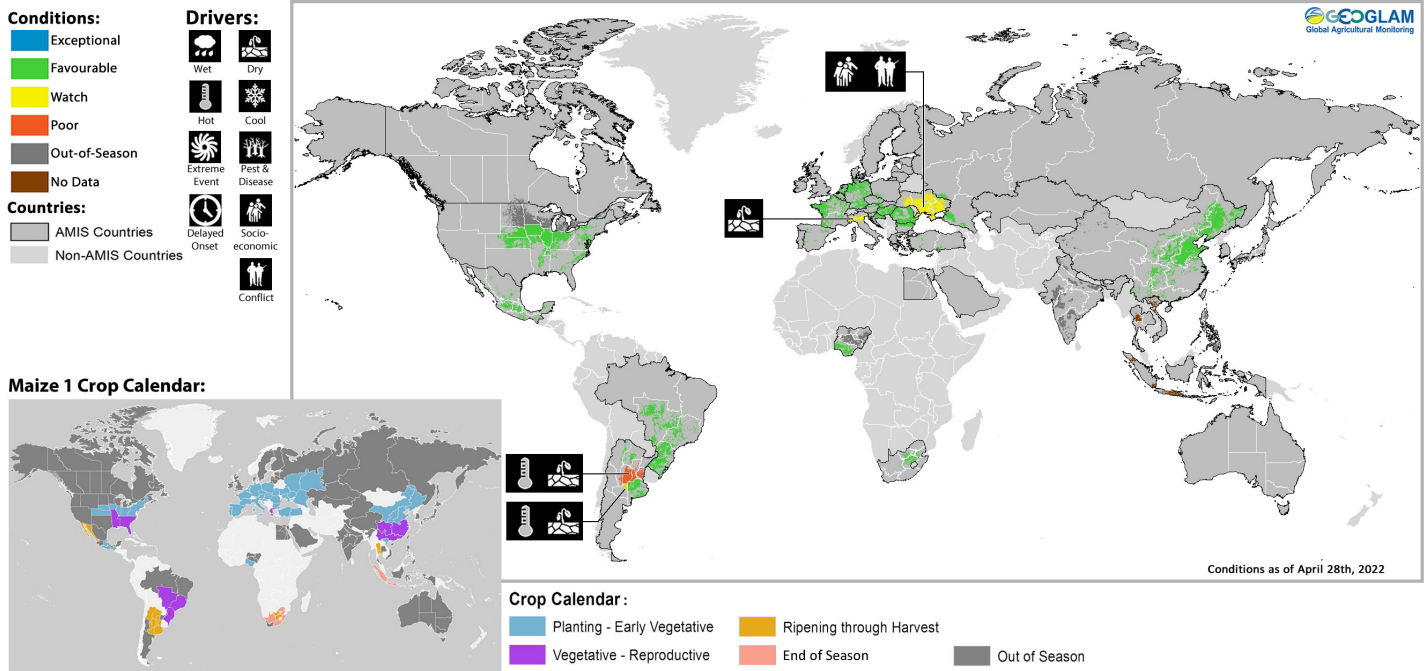 Conditions:
Exceptional
Favourable
Watch
Poor
Out-of-Season
No Data
Countries:
AMIS Countries
Non-AMIS Countries
Drivers:
Wet
Dry
Hot
Cool
Extreme
Event
Pest &
Disease
Delayed
Onset
Socio-
economic
Conflict
GEOGLAM
Global Agricultural Monitoring
Conditions as of April 28th, 2022
Maize 1 Crop Calendar:
Crop Calendar :
Planting - Early Vegetative
Ripening through Harvest
Vegetative - Reproductive
End of Season
Out of Season